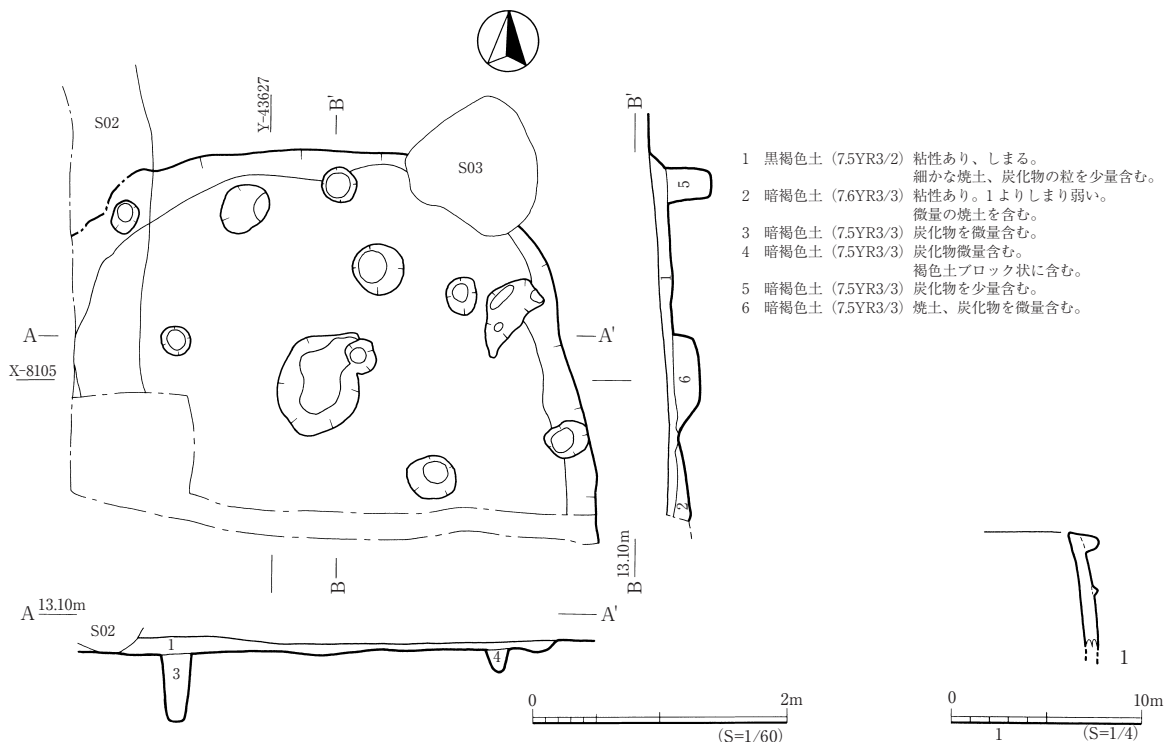 S02
Y-43627
B'
S03
B'
A
A'
X-8105
5
1
6
2
1 黒褐色土（7.5YR3/2）粘性あり、しまる。
細かな焼土、炭化物の粒を少量含む。
2 暗褐色土（7.6YR3/3）粘性あり。1よりしまり弱い。
微量の焼土を含む。
3 暗褐色土（7.5YR3/3）炭化物を微量含む。
4 暗褐色土（7.5YR3/3）炭化物微量含む。
褐色土ブロック状に含む。
5 暗褐色土（7.5YR3/3）炭化物を少量含む。
6 暗褐色土（7.5YR3/3）焼土、炭化物を微量含む。
B
B 13.10m
A 13.10m
A'
S02
1
3
4
0 2m
(S=1/60)
1
0 10m
1 (S=1/4)